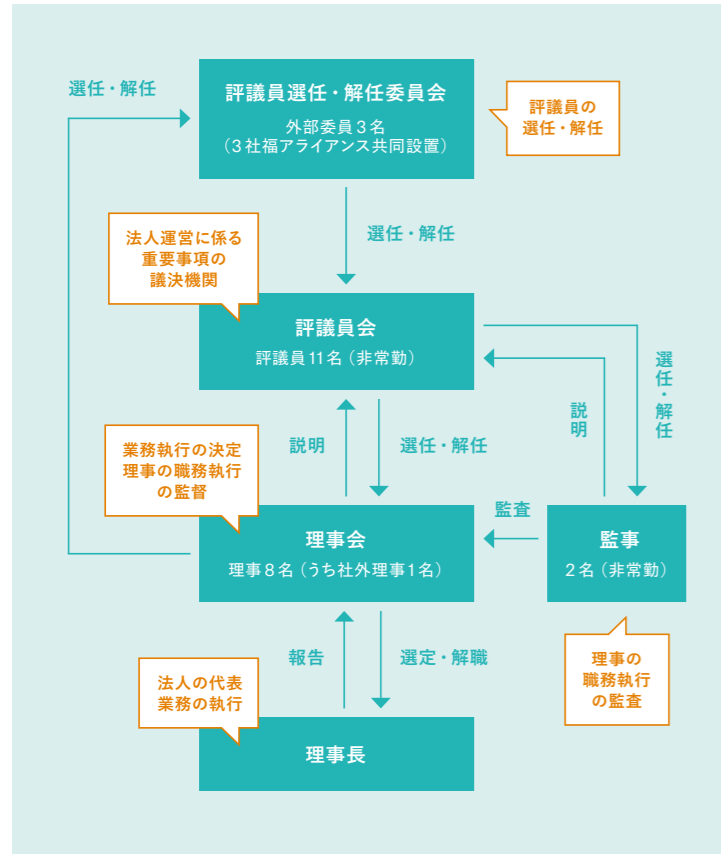 選任・解任
評議員選任・解任委員会
外部委員3名
（3社福アライアンス共同設置）
評議員の
選任・解任
選任・解任
法人運営に係る
重要事項の
議決機関
評議員会
評議員11名（非常勤）
選任・解任
説明
説明
選任・解任
業務執行の決定
理事の職務執行
の監督
監査
理事会
理事8名（うち社外理事1名）
監事
2名（非常勤）
報告
選定・解職
理事の
職務執行
の監査
法人の代表
業務の執行
理事長